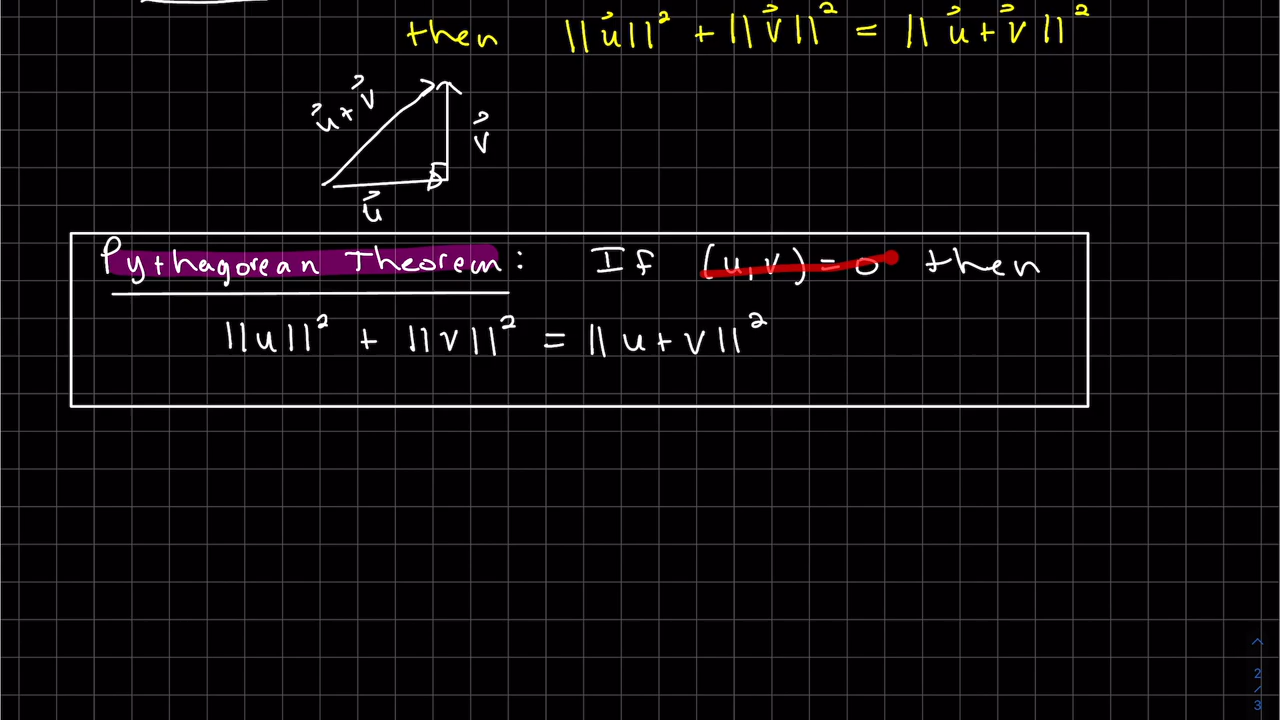 then ||u⃗||² + ||v⃗||² = ||u⃗ + v⃗||²
u⃗ + v⃗
v⃗
u⃗
Pythagorean Theorem: If (u, v) = 0 then
||u||² + ||v||² = ||u + v||²
2
/
3